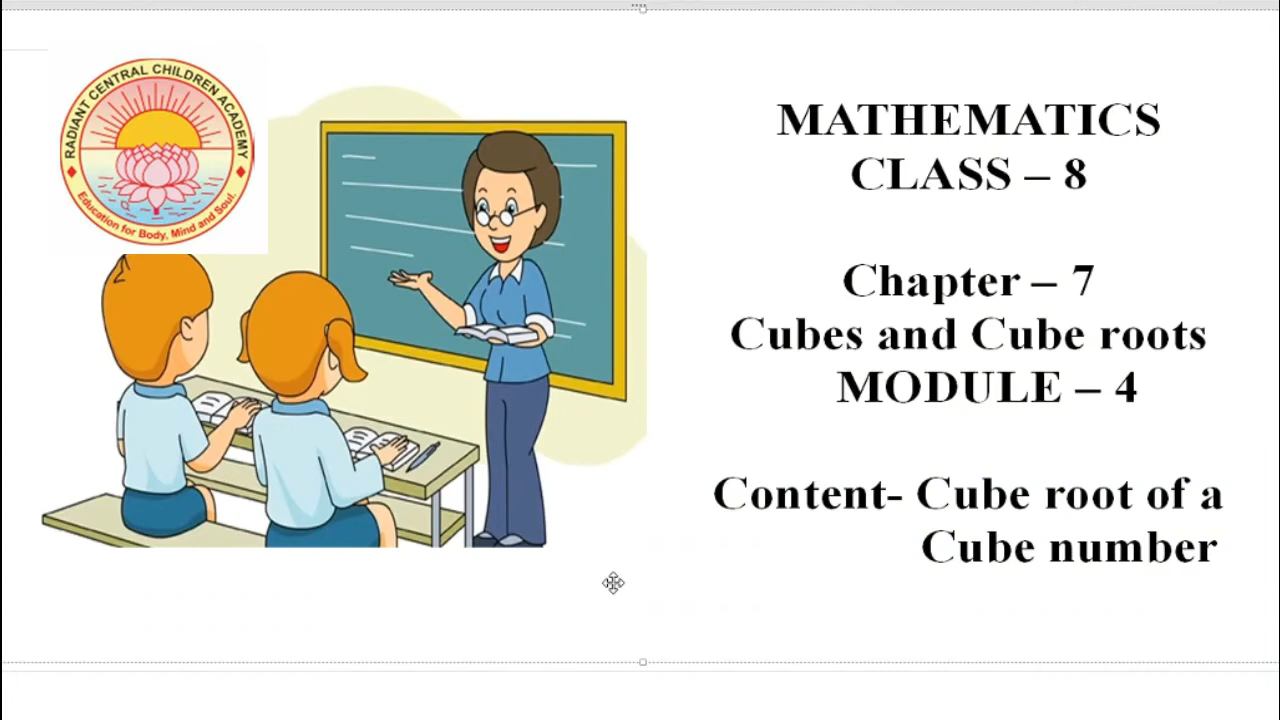 RADIANT CENTRAL CHILDREN ACADEMY
Education for Body, Mind and Soul.
MATHEMATICS
CLASS – 8
Chapter – 7
Cubes and Cube roots
MODULE – 4
Content- Cube root of a
Cube number